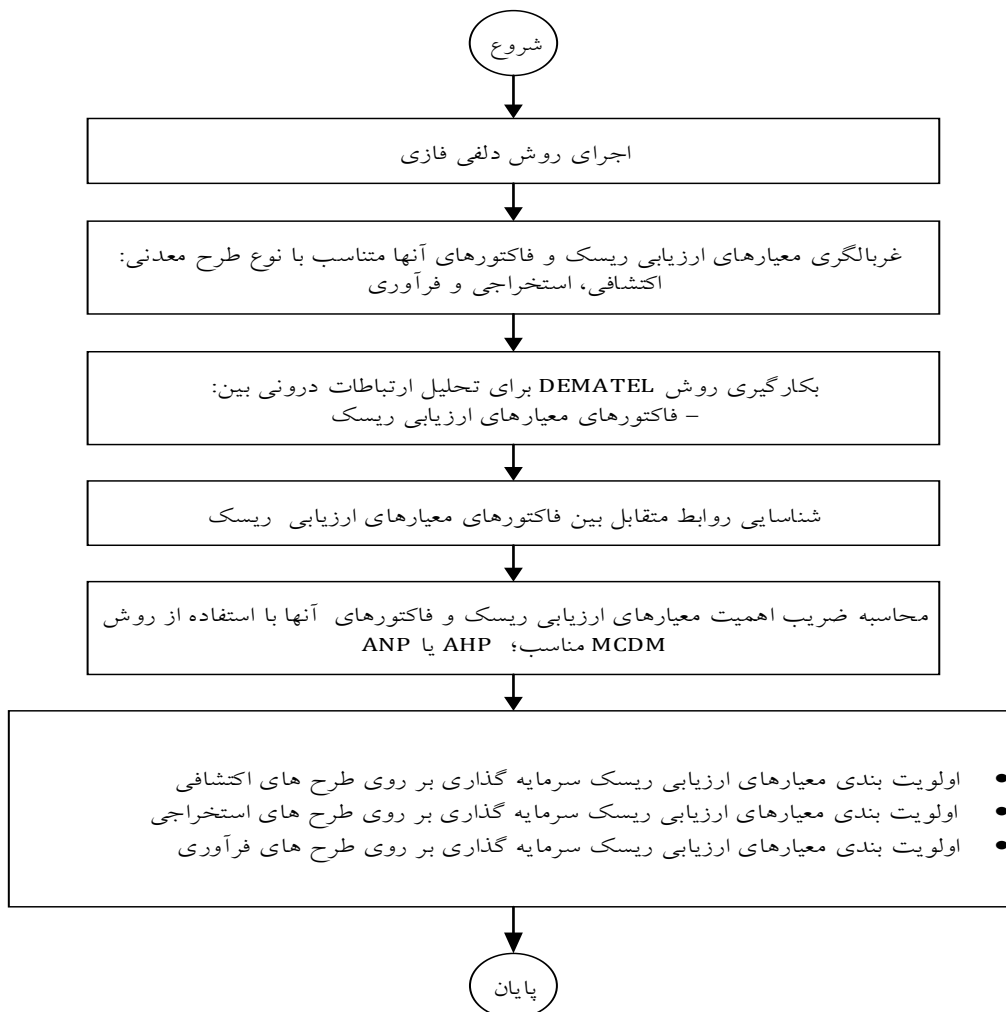 شروع
اجرای روش دلفی فازی
غربالگری معیارهای ارزیابی ریسک و فاکتورهای آنها متناسب با نوع طرح معدنی:
اکتشافی، استخراجی و فرآوری
بکارگیری روش DEMATEL برای تحلیل ارتباطات درونی بین:
– فاکتورهای معیارهای ارزیابی ریسک
شناسایی روابط متقابل بین فاکتورهای معیارهای ارزیابی ریسک
محاسبه ضریب اهمیت معیارهای ارزیابی ریسک و فاکتورهای آنها با استفاده از روش
MCDM مناسب؛ AHP یا ANP
• اولویت بندی معیارهای ارزیابی ریسک سرمایه گذاری بر روی طرح های اکتشافی
• اولویت بندی معیارهای ارزیابی ریسک سرمایه گذاری بر روی طرح های استخراجی
• اولویت بندی معیارهای ارزیابی ریسک سرمایه گذاری بر روی طرح های فرآوری
پایان